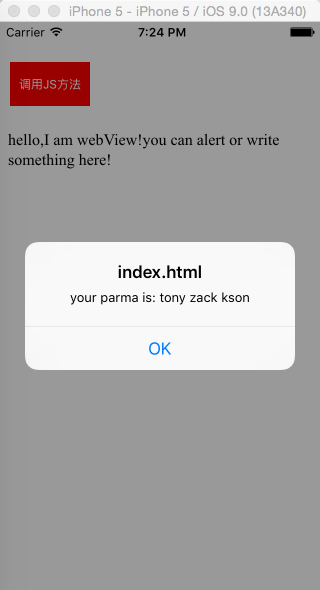 iPhone 5 - iPhone 5 / iOS 9.0 (13A340)
Carrier 7:24 PM
调用JS方法
hello,I am webView!you can alert or write
something here!
index.html
your parma is: tony zack kson
OK